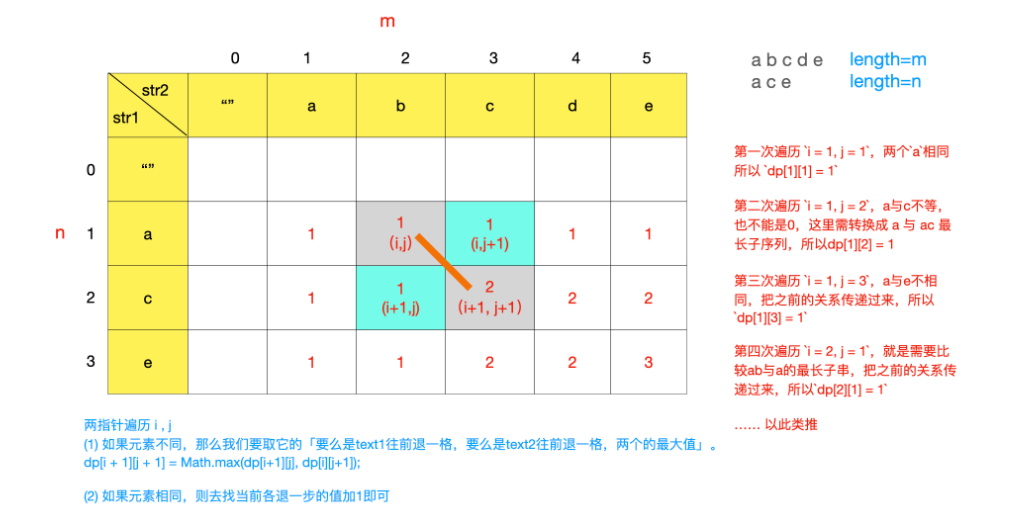 m
0 1 2 3 4 5
str2
str1
“” a b c d e
0 “”
n 1 a 1 1 1 1 1
(i,j) (i,j+1)
2 c 1 1 2 2 2
(i+1,j) (i+1, j+1)
3 e 1 1 2 2 3
a b c d e length=m
a c e length=n
第一次遍历 `i = 1, j = 1`，两个`a`相同
所以 `dp[1][1] = 1`
第二次遍历 `i = 1, j = 2`，a与c不等，
也不能是0，这里需转换成 a 与 ac 最
长子序列，所以dp[1][2] = 1
第三次遍历 `i = 1, j = 3`，a与e不相
同，把之前的关系传递过来，所以
`dp[1][3] = 1`
第四次遍历 `i = 2, j = 1`，就是需要比
较ab与a的最长子串，把之前的关系传
递过来，所以`dp[2][1] = 1`
…… 以此类推
两指针遍历 i , j
(1) 如果元素不同，那么我们要取它的「要么是text1往前退一格，要么是text2往前退一格，两个的最大值」。
dp[i + 1][j + 1] = Math.max(dp[i+1][j], dp[i][j+1]);
(2) 如果元素相同，则去找当前各退一步的值加1即可